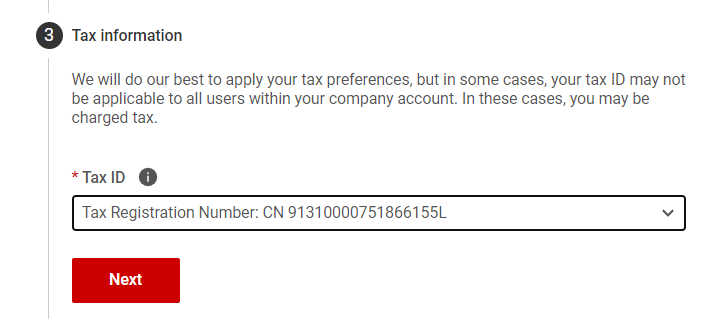 3 Tax information
We will do our best to apply your tax preferences, but in some cases, your tax ID may not
be applicable to all users within your company account. In these cases, you may be
charged tax.
* Tax ID i
Tax Registration Number: CN 91310000751866155L
Next